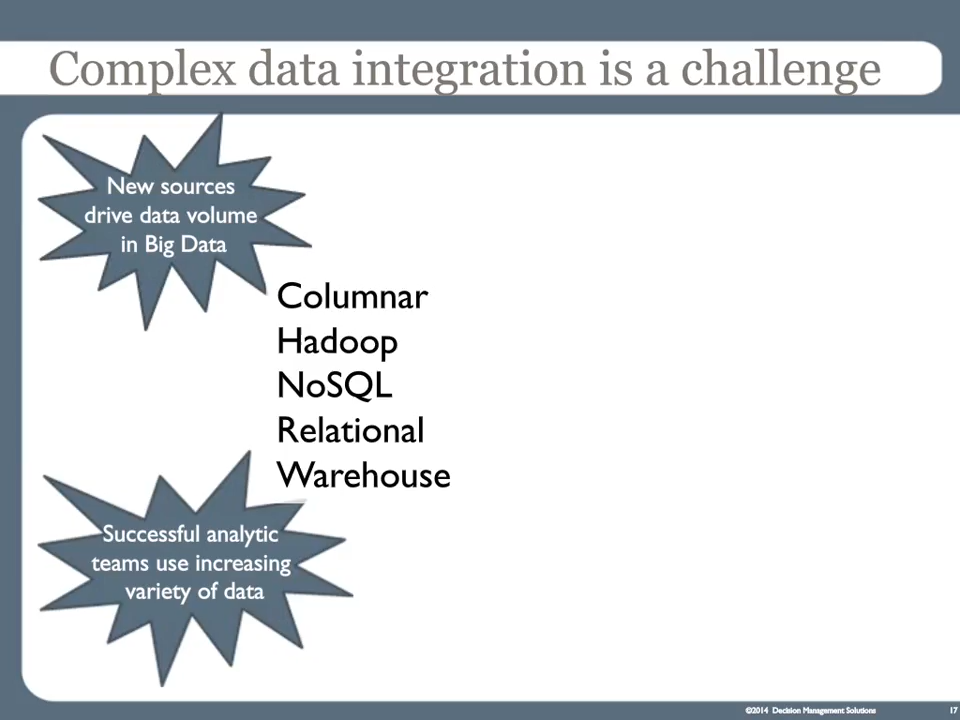 Complex data integration is a challenge
New sources
drive data volume
in Big Data
Columnar
Hadoop
NoSQL
Relational
Warehouse
Successful analytic
teams use increasing
variety of data
©2014 Decision Management Solutions
17